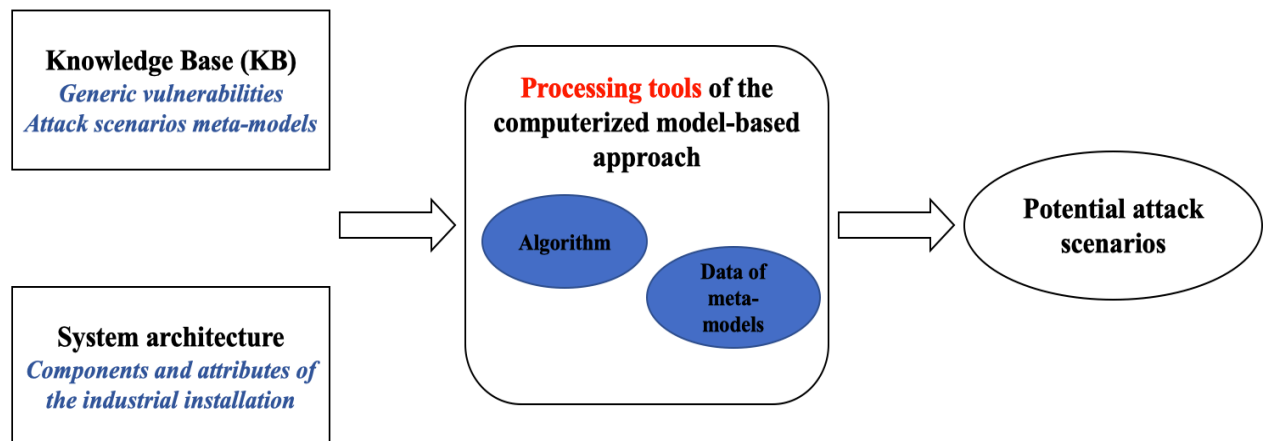 Knowledge Base (KB)
Generic vulnerabilities
Attack scenarios meta-models
System architecture
Components and attributes of
the industrial installation
Processing tools of the
computerized model-based
approach
Algorithm
Data of
meta-
models
Potential attack
scenarios